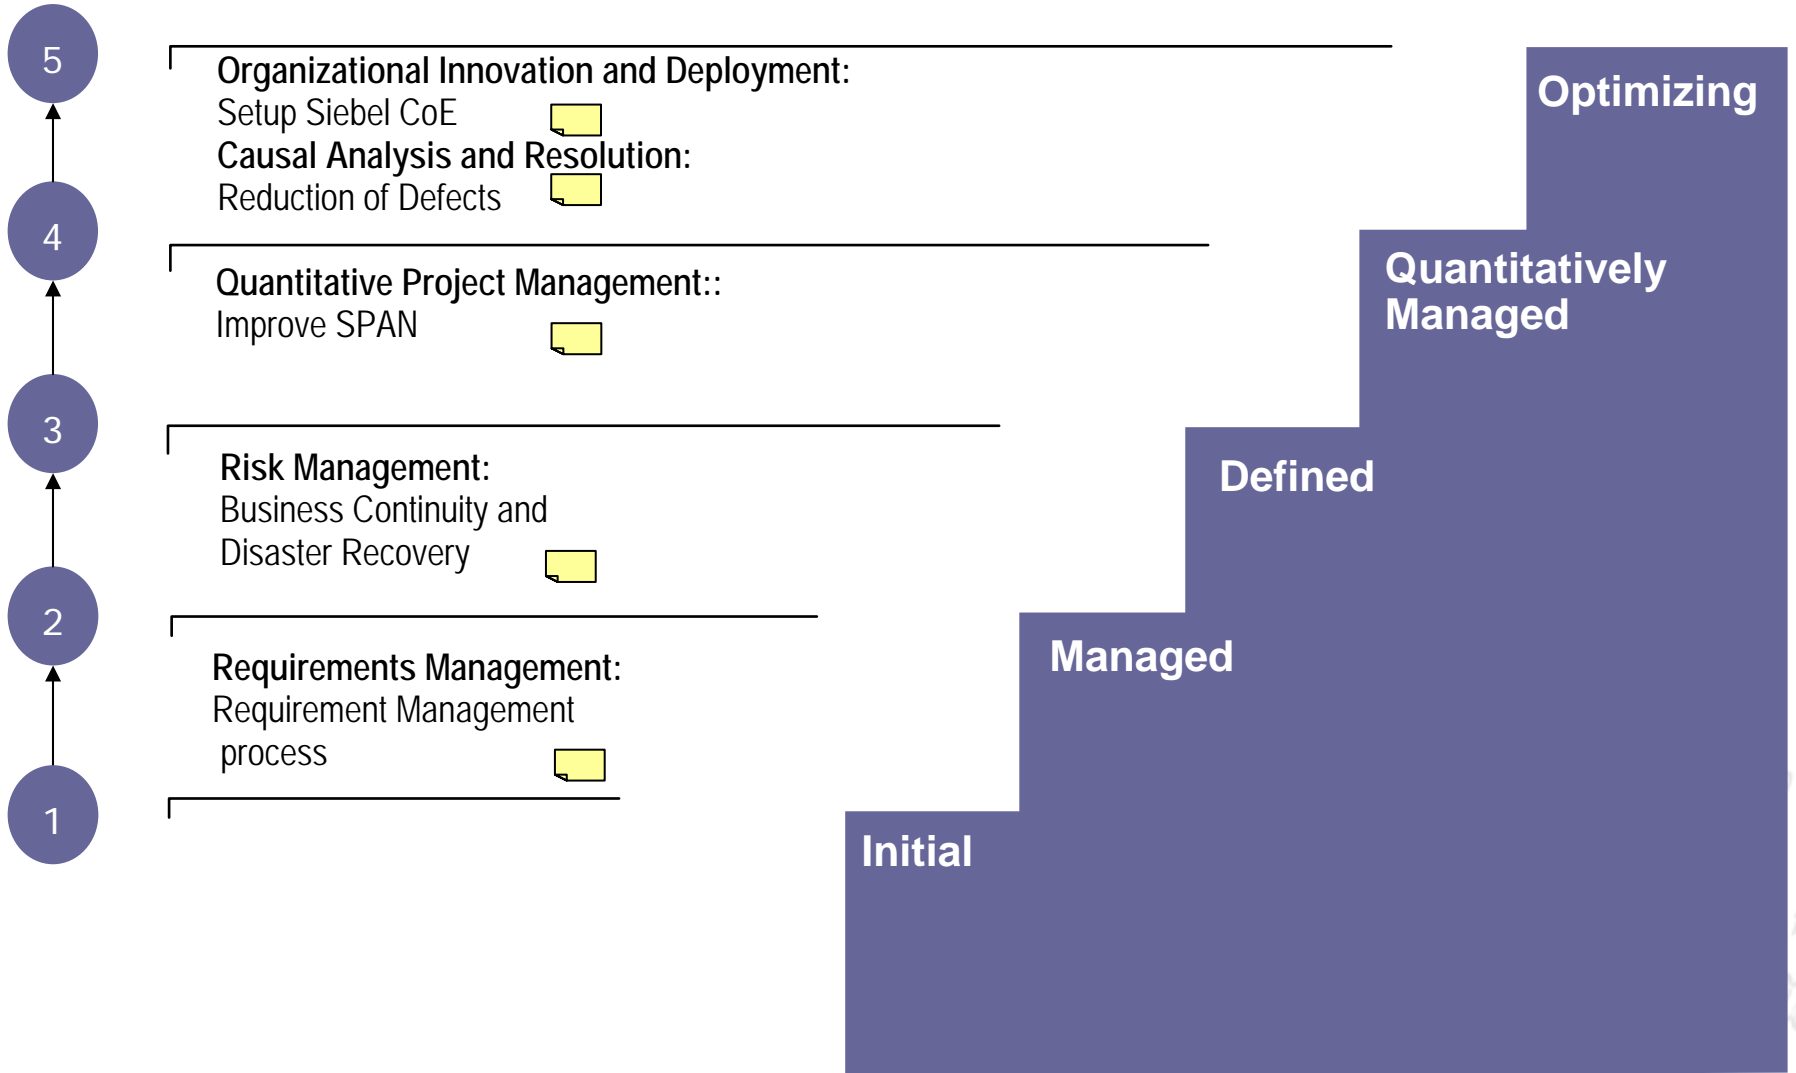 5
Organizational Innovation and Deployment:
Setup Siebel CoE
Causal Analysis and Resolution:
Reduction of Defects
Optimizing
4
Quantitative Project Management::
Improve SPAN
Quantitatively
Managed
3
Risk Management:
Business Continuity and
Disaster Recovery
Defined
2
Requirements Management:
Requirement Management
process
Managed
1
Initial